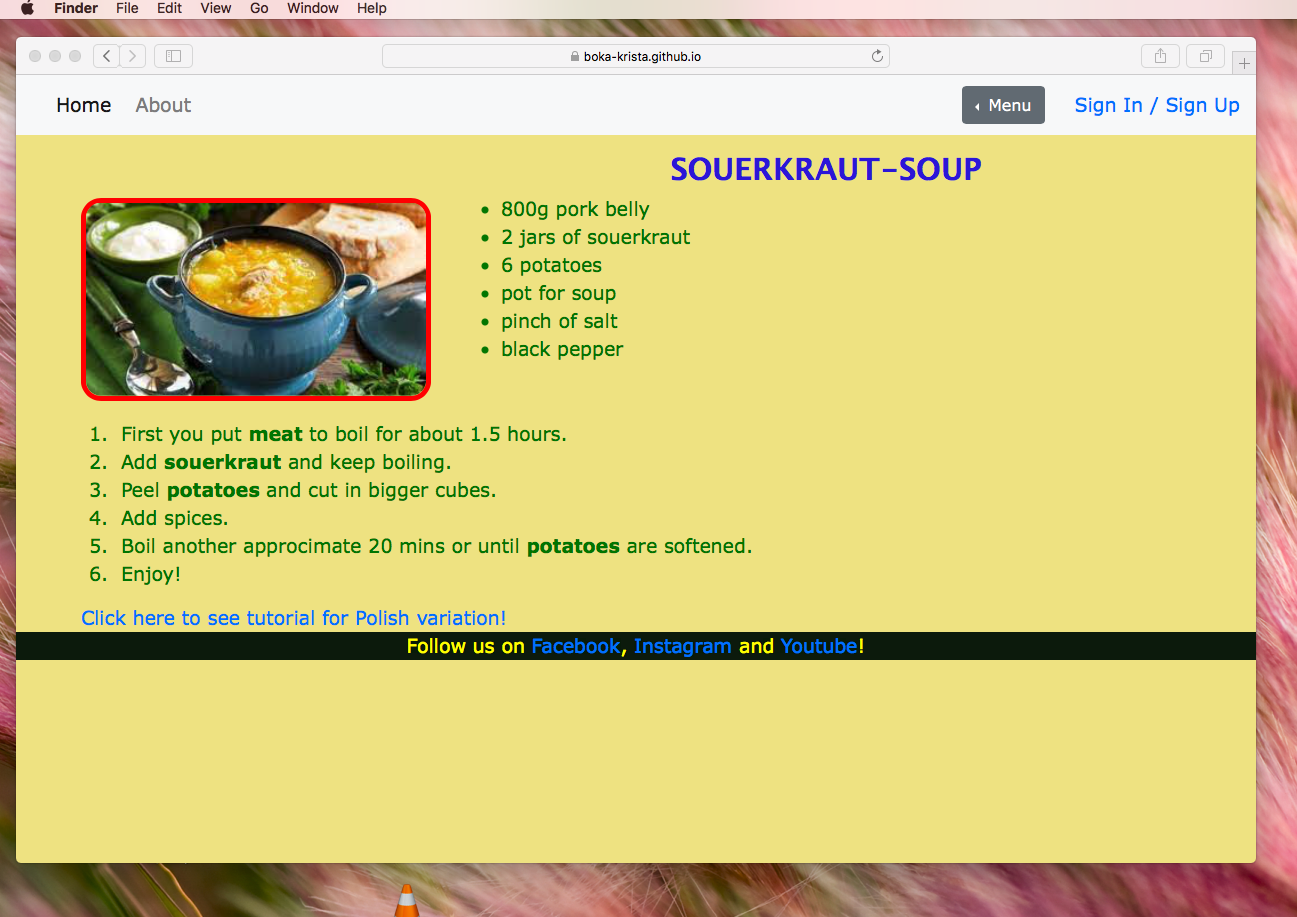 Finder File Edit View Go Window Help
boka-krista.github.io
Home About Menu Sign In / Sign Up
SOUERKRAUT-SOUP
• 800g pork belly
• 2 jars of souerkraut
• 6 potatoes
• pot for soup
• pinch of salt
• black pepper
1. First you put meat to boil for about 1.5 hours.
2. Add souerkraut and keep boiling.
3. Peel potatoes and cut in bigger cubes.
4. Add spices.
5. Boil another approcimate 20 mins or until potatoes are softened.
6. Enjoy!
Click here to see tutorial for Polish variation!
Follow us on Facebook, Instagram and Youtube!